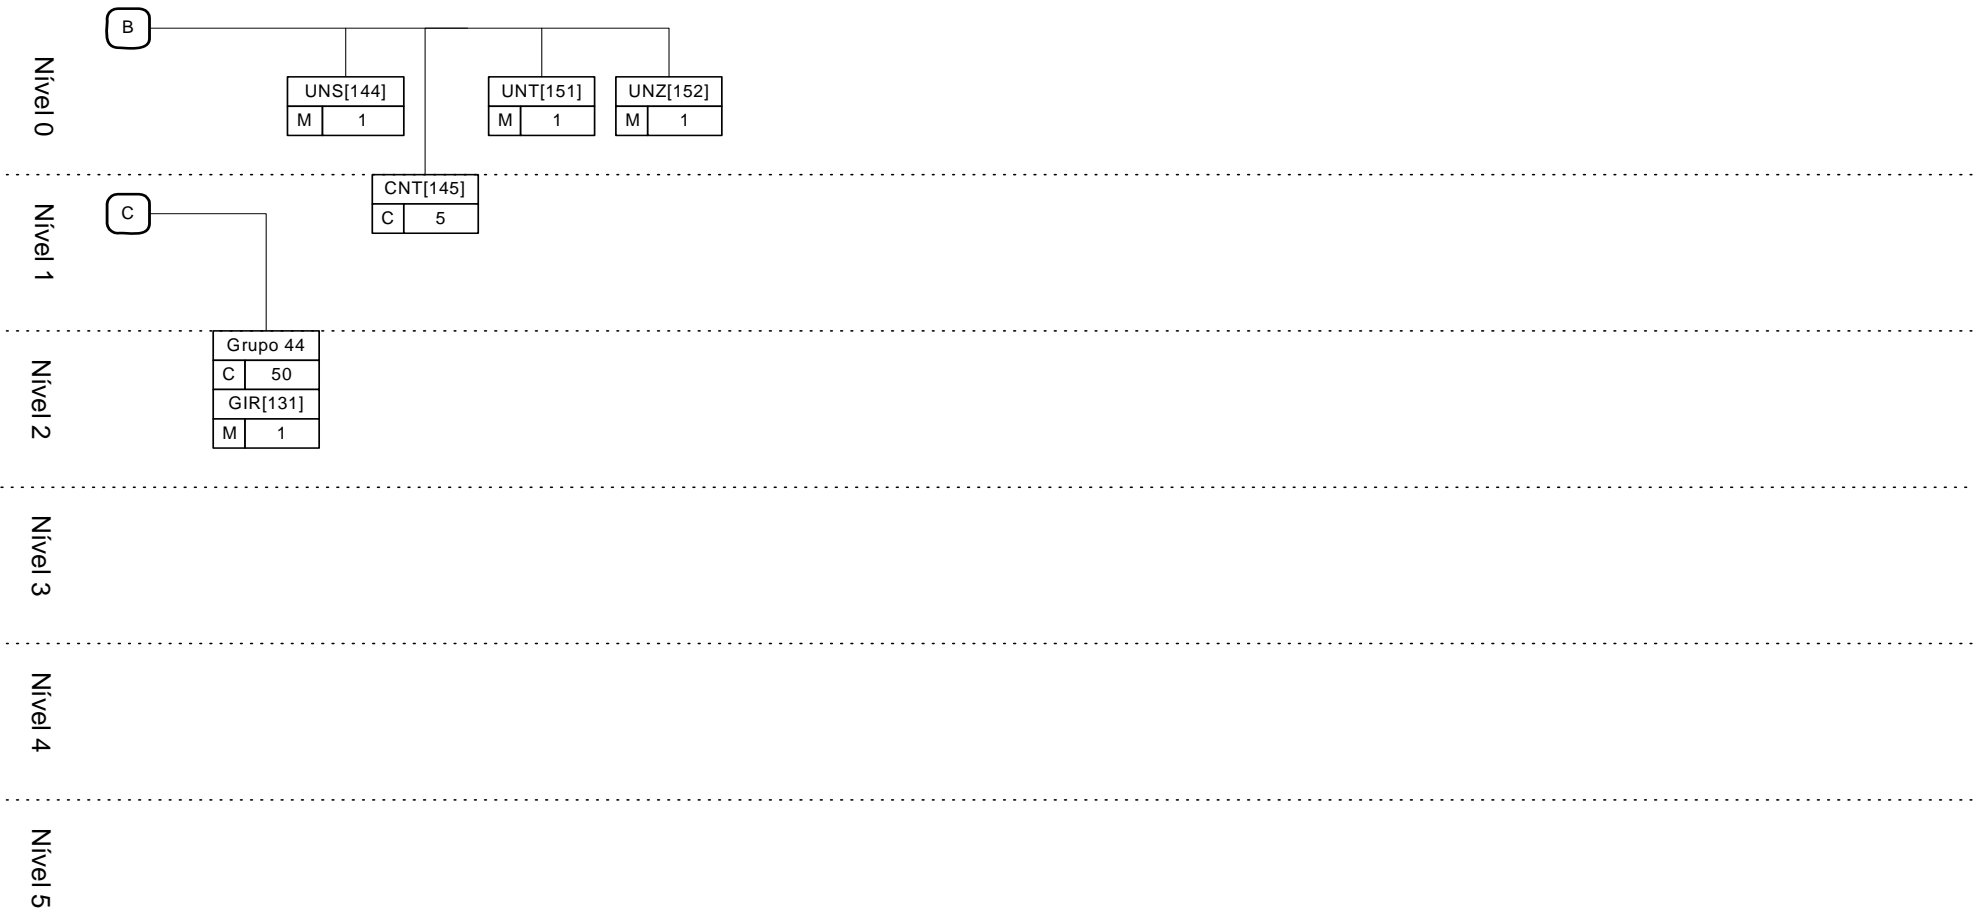 B
Nível 0
UNS[144]
M 1
UNT[151]
M 1
UNZ[152]
M 1
CNT[145]
C 5
Nível 1
C
Nível 2
Grupo 44
C 50
GIR[131]
M 1
Nível 3
Nível 4
Nível 5